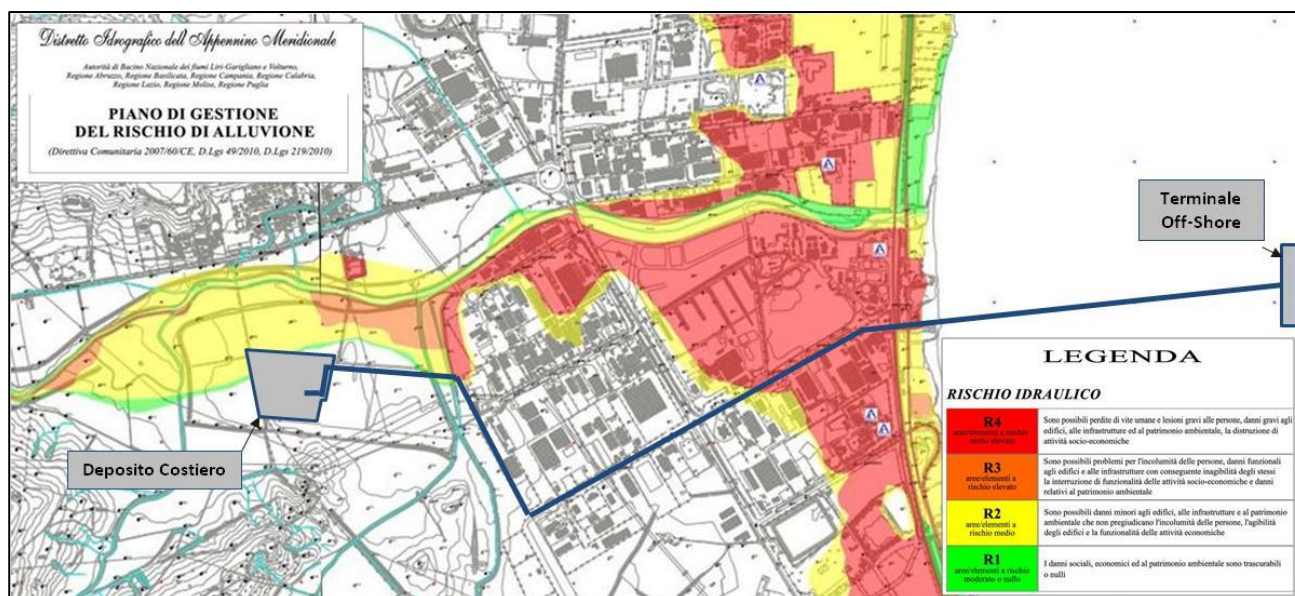 Distretto Idrografico dell'Appennino Meridionale
Autorità di Bacino Nazionale dei fiumi Liri-Garigliano e Volturno,
Regione Abruzzo, Regione Basilicata, Regione Campania, Regione Calabria,
Regione Lazio, Regione Molise, Regione Puglia
PIANO DI GESTIONE
DEL RISCHIO DI ALLUVIONE
(Direttiva Comunitaria 2007/60/CE, D.Lgs 49/2010, D.Lgs 219/2010)
Terminale
Off-Shore
Deposito Costiero
LEGENDA
RISCHIO IDRAULICO
R4
aree/elementi a rischio
molto elevato
Sono possibili perdite di vite umane e lesioni gravi alle persone, danni gravi agli
edifici, alle infrastrutture ed al patrimonio ambientale, la distruzione di
attività socio-economiche
R3
aree/elementi a
rischio elevato
Sono possibili problemi per l'incolumità delle persone, danni funzionali
agli edifici e alle infrastrutture con conseguente inagibilità degli stessi
la interruzione di funzionalità delle attività socio-economiche e danni
relativi al patrimonio ambientale
R2
aree/elementi a
rischio medio
Sono possibili danni minori agli edifici, alle infrastrutture e al patrimonio
ambientale che non pregiudicano l'incolumità delle persone, l'agibilità
degli edifici e la funzionalità delle attività economiche
R1
aree/elementi a rischio
moderato o nullo
I danni sociali, economici ed al patrimonio ambientale sono trascurabili
o nulli